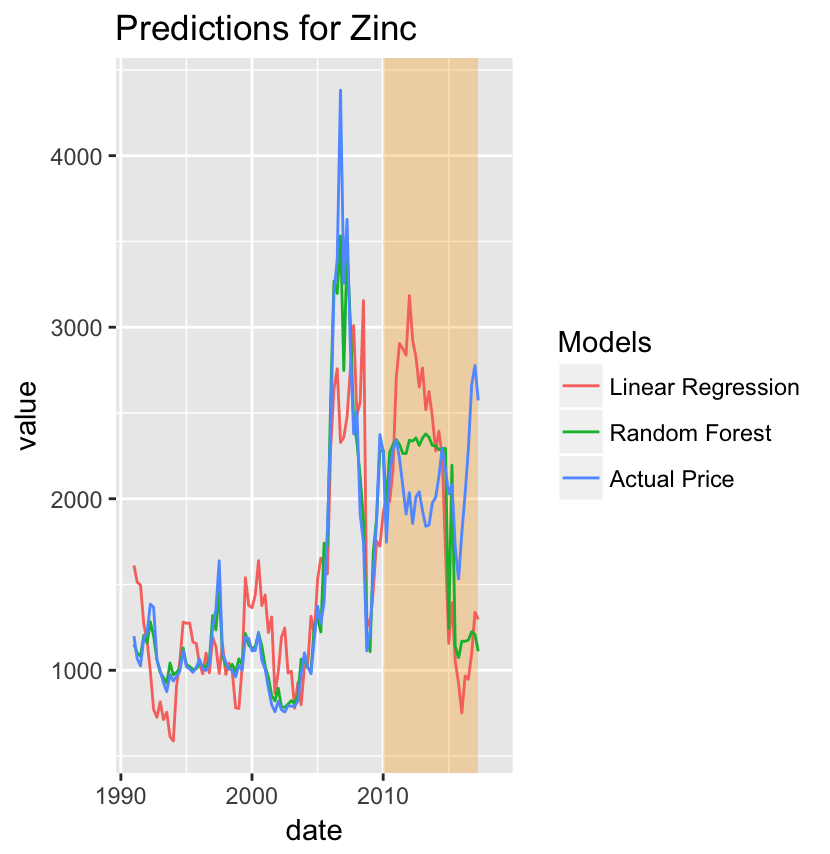 Predictions for Zinc
4000
3000
2000
1000
value
1990
2000
2010
date
Models
Linear Regression
Random Forest
Actual Price